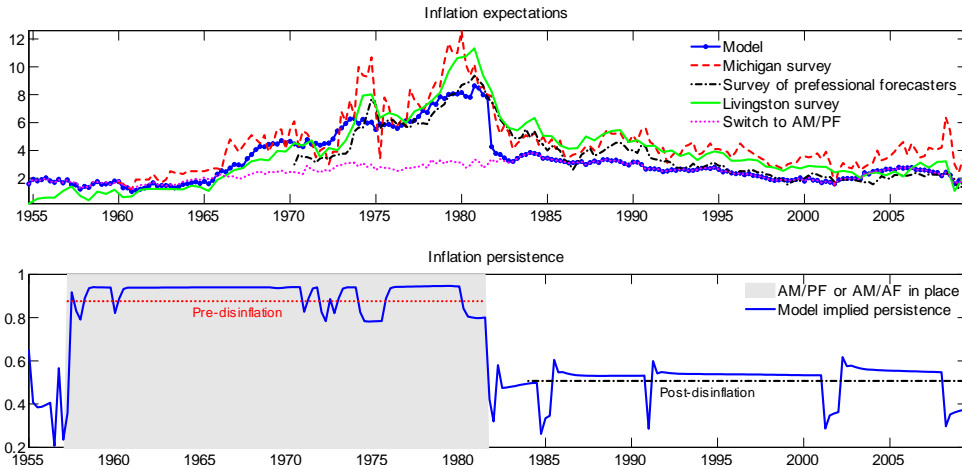 Inflation expectations
12
10
8
6
4
2
Model
Michigan survey
Survey of professional forecasters
Livingston survey
Switch to AM/PF
1955 1960 1965 1970 1975 1980 1985 1990 1995 2000 2005
Inflation persistence
1
0.8
0.6
0.4
0.2
Pre-disinflation
AM/PF or AM/AF in place
Model implied persistence
Post-disinflation
1955 1960 1965 1970 1975 1980 1985 1990 1995 2000 2005